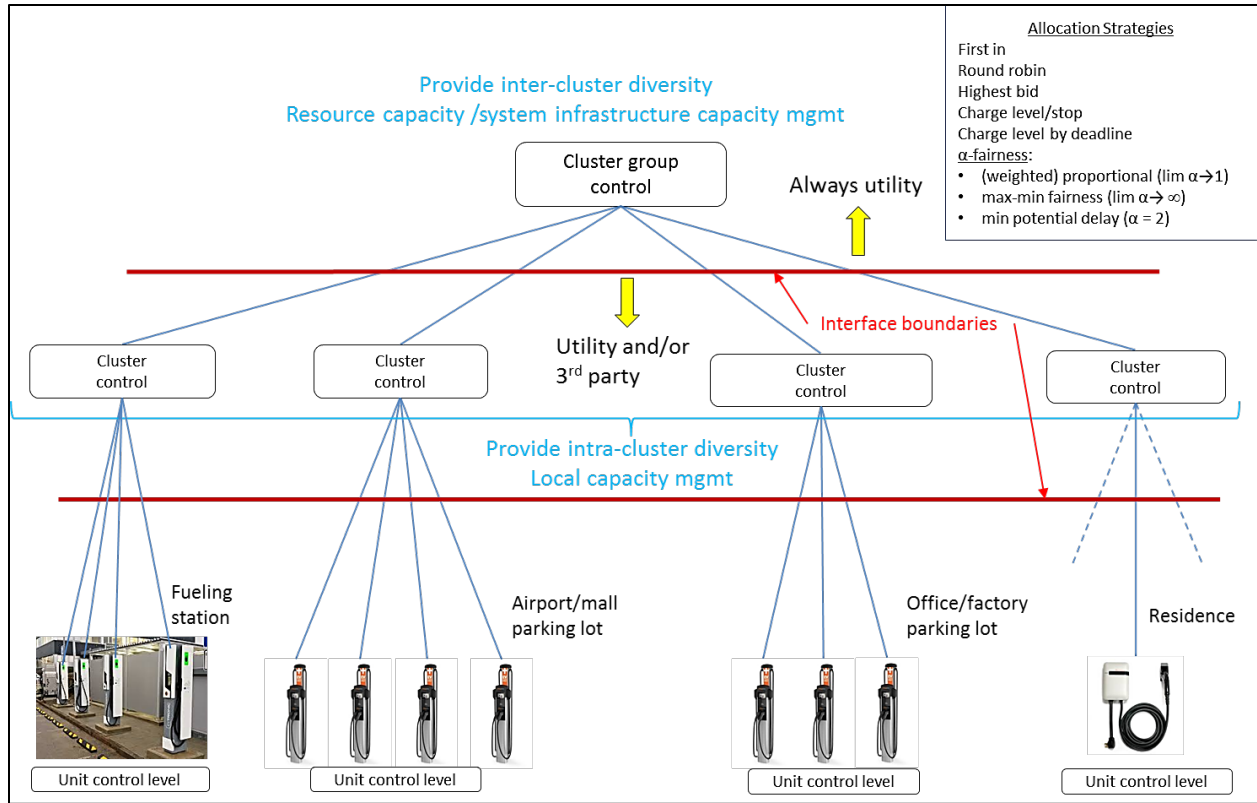 Allocation Strategies
First in
Round robin
Highest bid
Charge level/stop
Charge level by deadline
α-fairness:
• (weighted) proportional (lim α→1)
• max-min fairness (lim α→ ∞)
• min potential delay (α = 2)
Provide inter-cluster diversity
Resource capacity /system infrastructure capacity mgmt
Cluster group
control
Always utility
Interface boundaries
Utility and/or
3rd party
Cluster
control
Cluster
control
Cluster
control
Cluster
control
Provide intra-cluster diversity
Local capacity mgmt
Fueling
station
Airport/mall
parking lot
Office/factory
parking lot
Residence
Unit control level
Unit control level
Unit control level
Unit control level